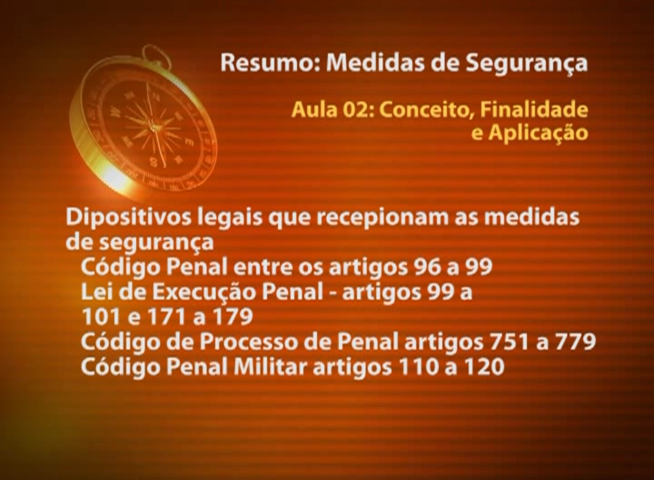 Resumo: Medidas de Segurança
Aula 02: Conceito, Finalidade
e Aplicação
Dipositivos legais que recepionam as medidas
de segurança
Código Penal entre os artigos 96 a 99
Lei de Execução Penal - artigos 99 a
101 e 171 a 179
Código de Processo de Penal artigos 751 a 779
Código Penal Militar artigos 110 a 120